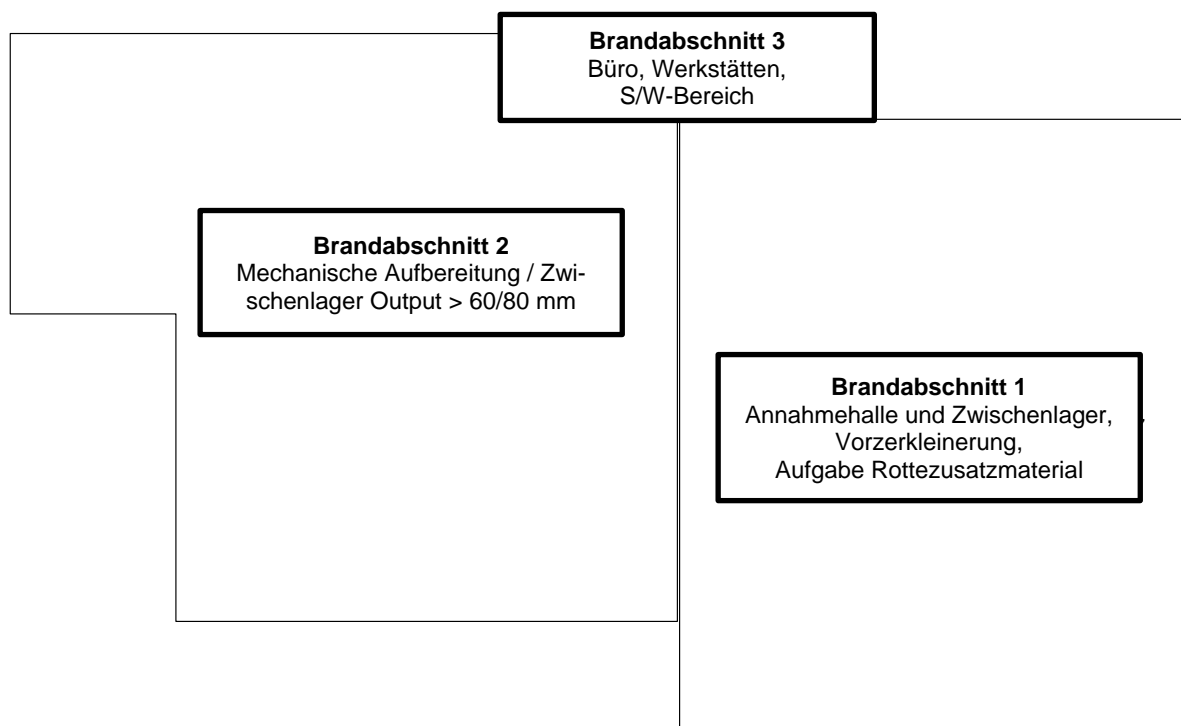 Brandabschnitt 3
Büro, Werkstätten,
S/W-Bereich
Brandabschnitt 2
Mechanische Aufbereitung / Zwi-
schenlager Output > 60/80 mm
Brandabschnitt 1
Annahmehalle und Zwischenlager,
Vorzerkleinerung,
Aufgabe Rottezusatzmaterial